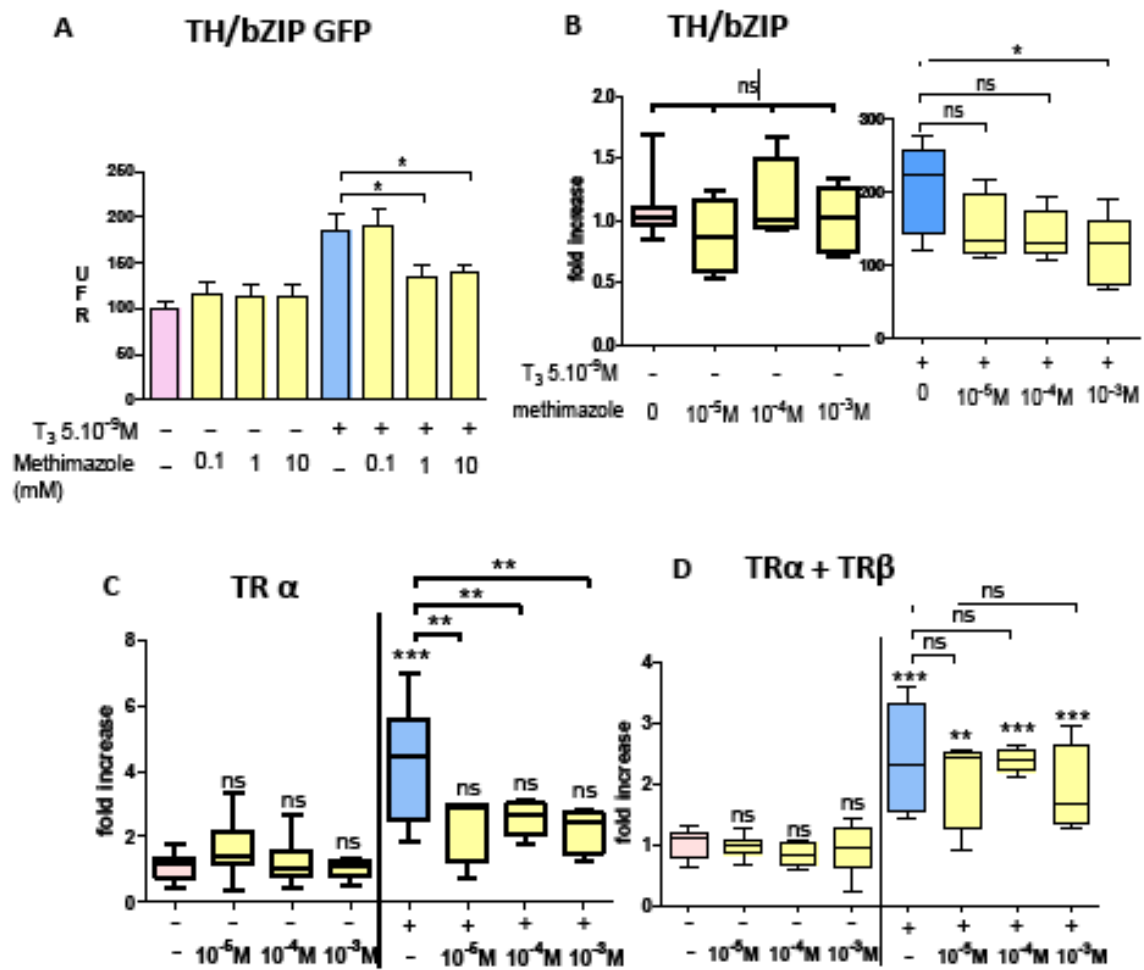 A TH/bZIP GFP
250
200
150
100
50
0
U
F
R
*
*
T₃ 5.10⁻⁹M – – – – + + + +
Methimazole – 0.1 1 10 – 0.1 1 10
(mM)
B TH/bZIP
ns
2.0
1.5
1.0
0.5
0.0
fold increase
*
ns
ns
300
200
100
0
T₃ 5.10⁻⁹M – – – – + + + +
methimazole 0 10⁻⁵M 10⁻⁴M 10⁻³M 0 10⁻⁵M 10⁻⁴M 10⁻³M
C TR α
8
6
4
2
0
fold increase
**
**
**
***
ns ns ns ns ns ns
– – – – + + + +
– 10⁻⁵M 10⁻⁴M 10⁻³M – 10⁻⁵M 10⁻⁴M 10⁻³M
D TRα + TRβ
4
3
2
1
0
fold increase
ns
ns
ns
*** ** *** ***
ns ns ns
– – – – + + + +
– 10⁻⁵M 10⁻⁴M 10⁻³M – 10⁻⁵M 10⁻⁴M 10⁻³M